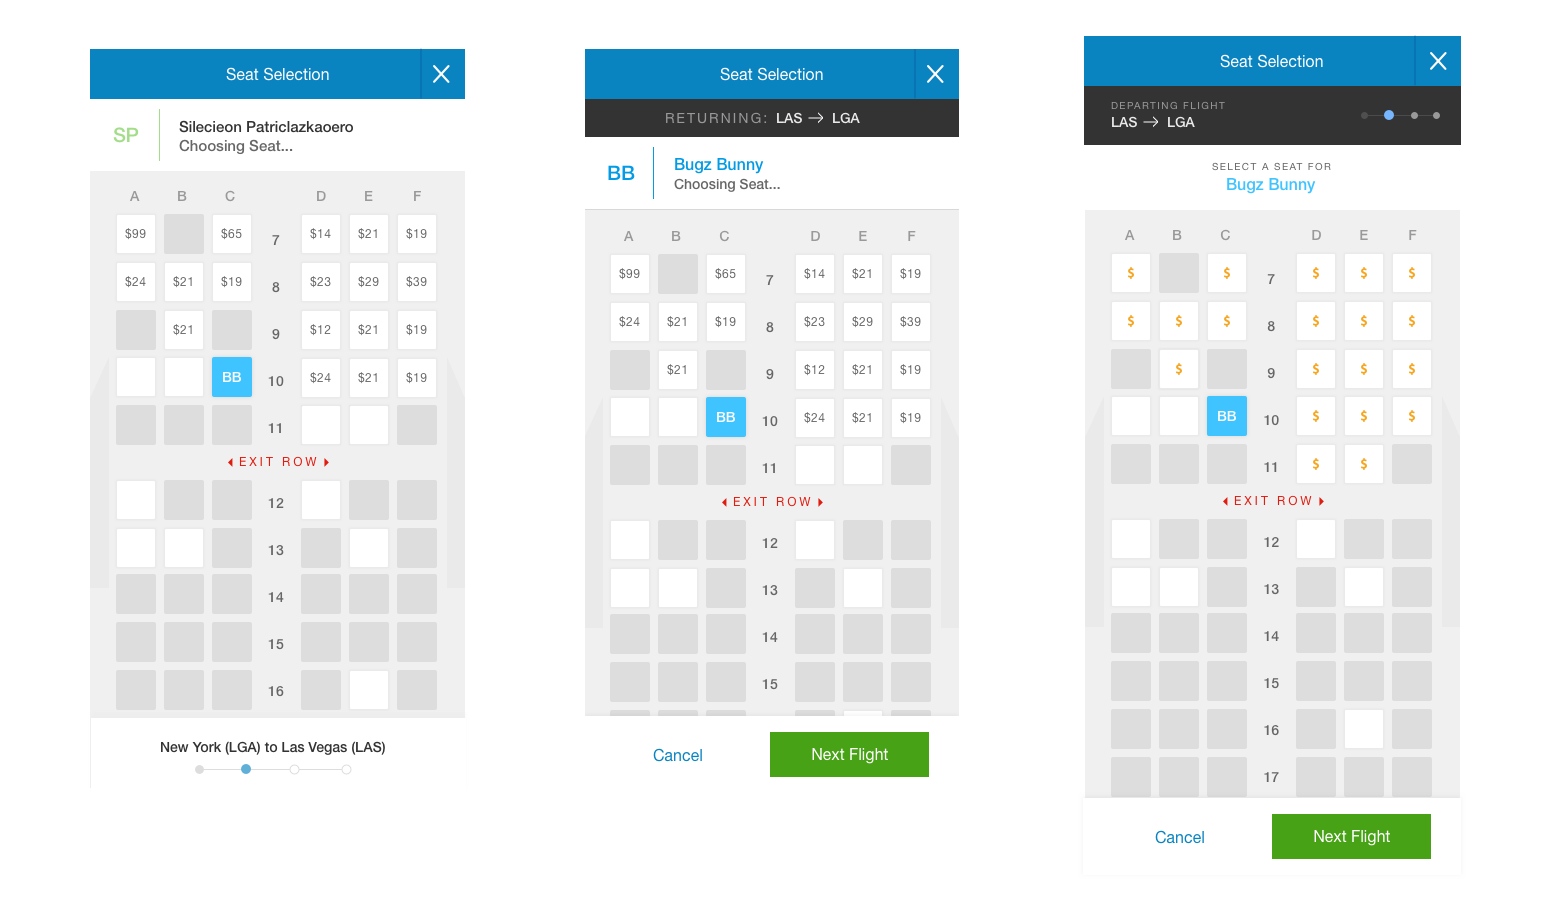 Seat Selection
SP
Silecieon Patriclazkaoero
Choosing Seat...
A B C D E F
$99 $65 7 $14 $21 $19
$24 $21 $19 8 $23 $29 $39
$21 9 $12 $21 $19
BB 10 $24 $21 $19
11
EXIT ROW
12
13
14
15
16
New York (LGA) to Las Vegas (LAS)
Seat Selection
RETURNING: LAS → LGA
BB
Bugz Bunny
Choosing Seat...
A B C D E F
$99 $65 7 $14 $21 $19
$24 $21 $19 8 $23 $29 $39
$21 9 $12 $21 $19
BB 10 $24 $21 $19
11
EXIT ROW
12
13
14
15
Cancel Next Flight
Seat Selection
DEPARTING FLIGHT
LAS → LGA
SELECT A SEAT FOR
Bugz Bunny
A B C D E F
$ $ 7 $ $ $
$ $ $ 8 $ $ $
$ 9 $ $ $
BB 10 $ $ $
11 $ $
EXIT ROW
12
13
14
15
16
17
Cancel Next Flight